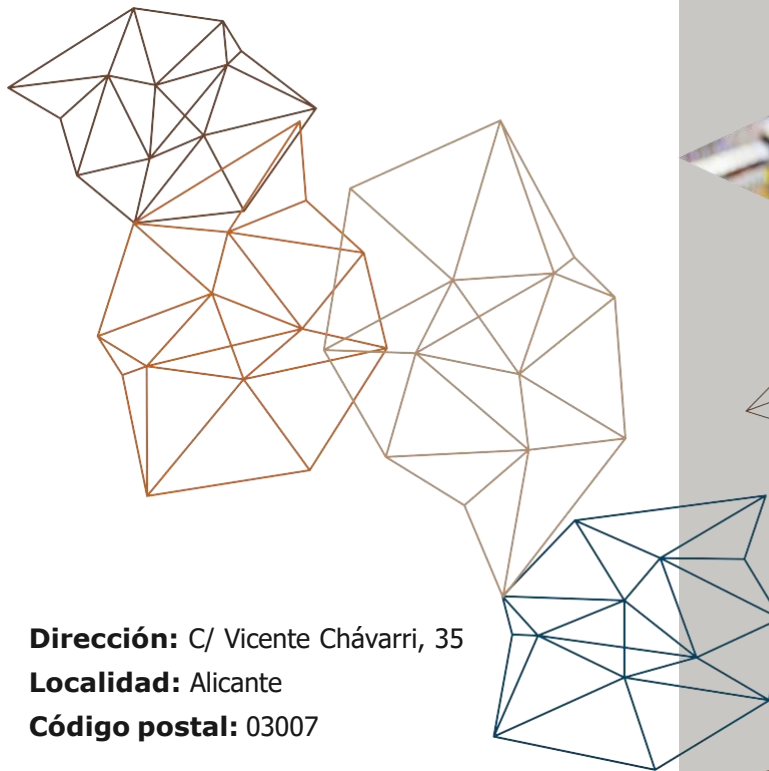 Dirección: C/ Vicente Chávarri, 35
Localidad: Alicante
Código postal: 03007